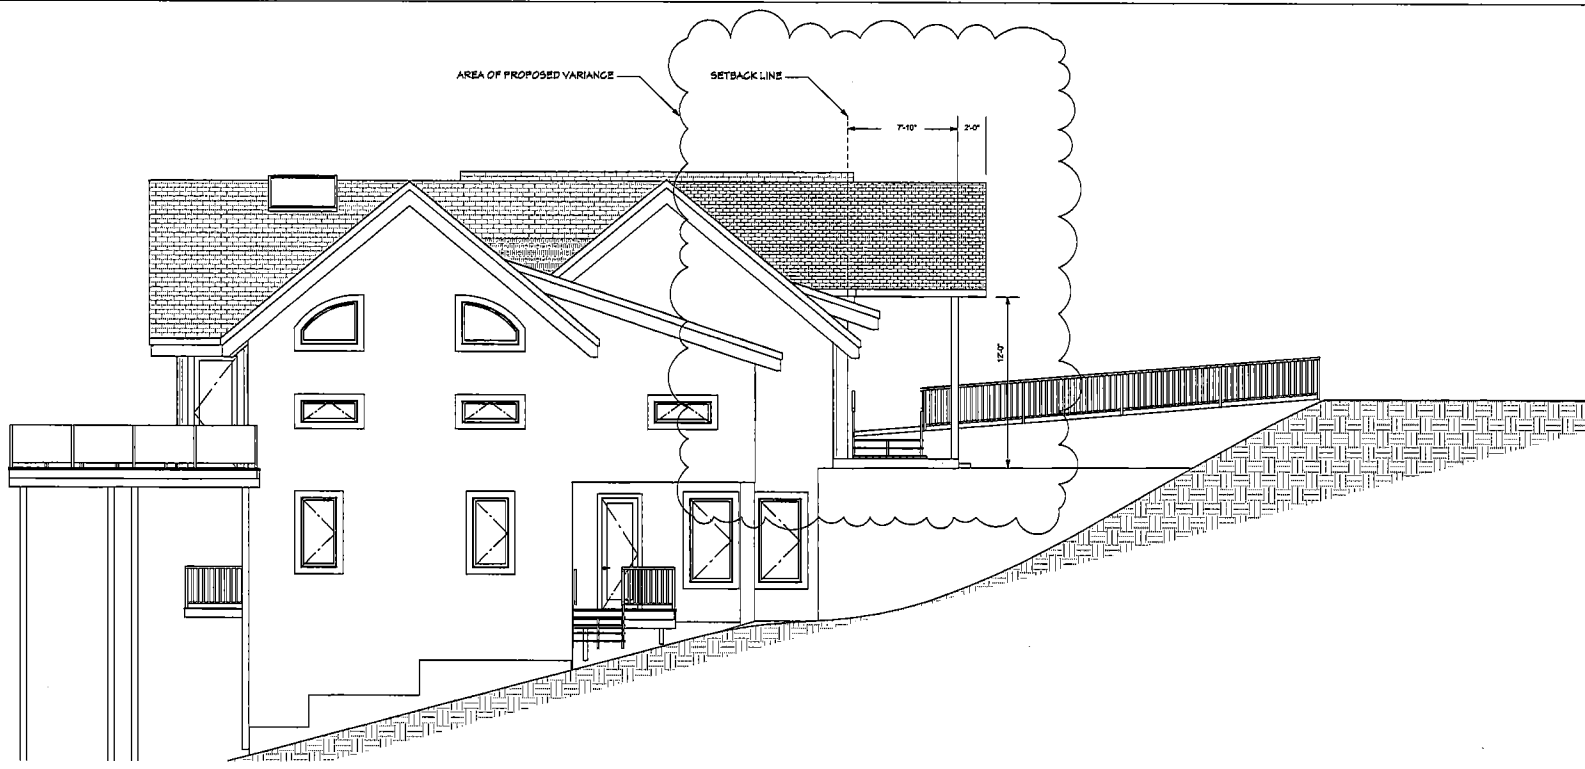 AREA OF PROPOSED VARIANCE
SETBACK LINE
7'-10"
2'-0"
12'-0"